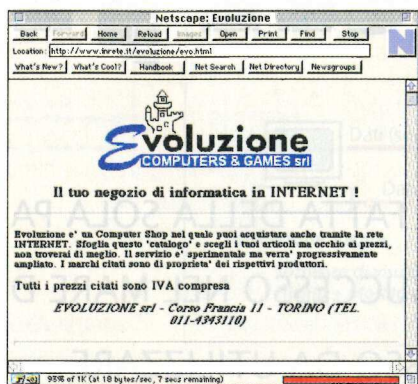 Netscape: Evoluzione
Back Forward Home Reload Images Open Print Find Stop
Location: http://www.inrete.it/evoluzione/evo.html
N
What's New? What's Cool? Handbook Net Search Net Directory Newsgroups
Evoluzione
COMPUTERS & GAMES srl
Il tuo negozio di informatica in INTERNET !
Evoluzione e' un Computer Shop nel quale puoi acquistare anche tramite la rete
INTERNET. Sfoglia questo 'catalogo' e scegli i tuoi articoli ma occhio ai prezzi,
non troverai di meglio. Il servizio e' sperimentale ma verra' progressivamente
ampliato. I marchi citati sono di proprieta' dei rispettivi produttori.
Tutti i prezzi citati sono IVA compresa
EVOLUZIONE srl - Corso Francia 11 - TORINO (TEL.
011-4343110)
93% of 1K (at 18 bytes/sec, 7 secs remaining)